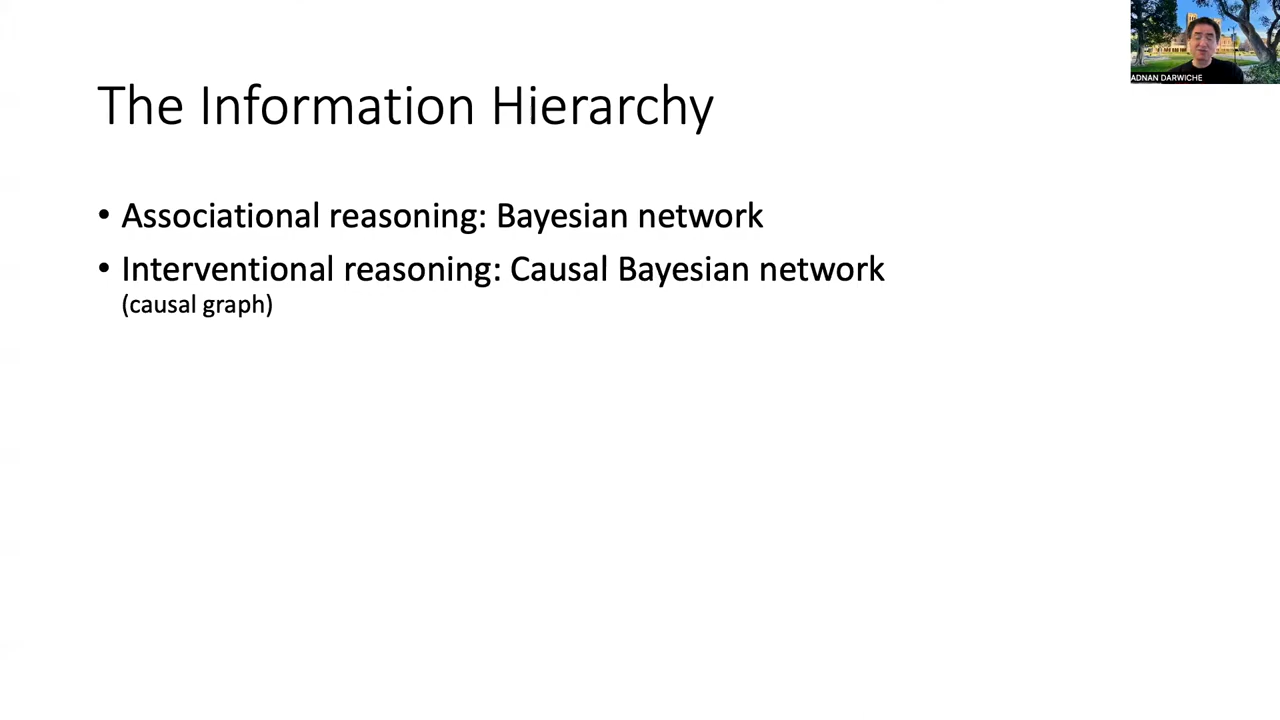 ADNAN DARWICHE
The Information Hierarchy
• Associational reasoning: Bayesian network
• Interventional reasoning: Causal Bayesian network
(causal graph)